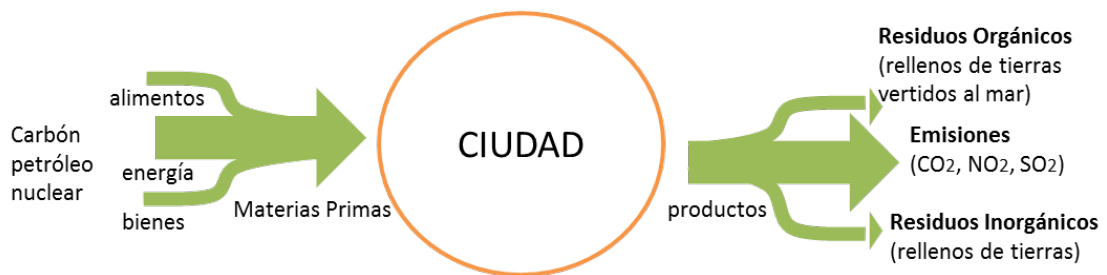 alimentos
Carbón
petróleo
nuclear
energía
bienes
Materias Primas
CIUDAD
productos
Residuos Orgánicos
(rellenos de tierras
vertidos al mar)
Emisiones
(CO2, NO2, SO2)
Residuos Inorgánicos
(rellenos de tierras)